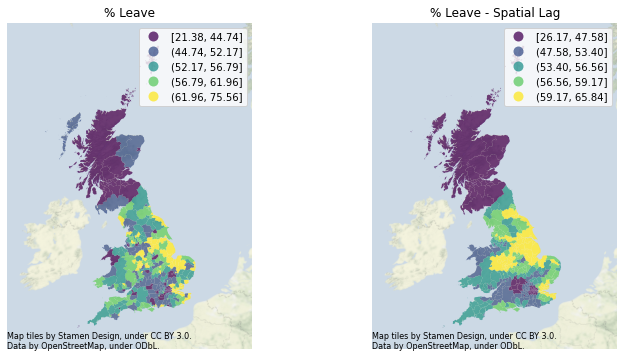 % Leave
[21.38, 44.74]
(44.74, 52.17]
(52.17, 56.79]
(56.79, 61.96]
(61.96, 75.56]
Map tiles by Stamen Design, under CC BY 3.0.
Data by OpenStreetMap, under ODbL.
% Leave - Spatial Lag
[26.17, 47.58]
(47.58, 53.40]
(53.40, 56.56]
(56.56, 59.17]
(59.17, 65.84]
Map tiles by Stamen Design, under CC BY 3.0.
Data by OpenStreetMap, under ODbL.